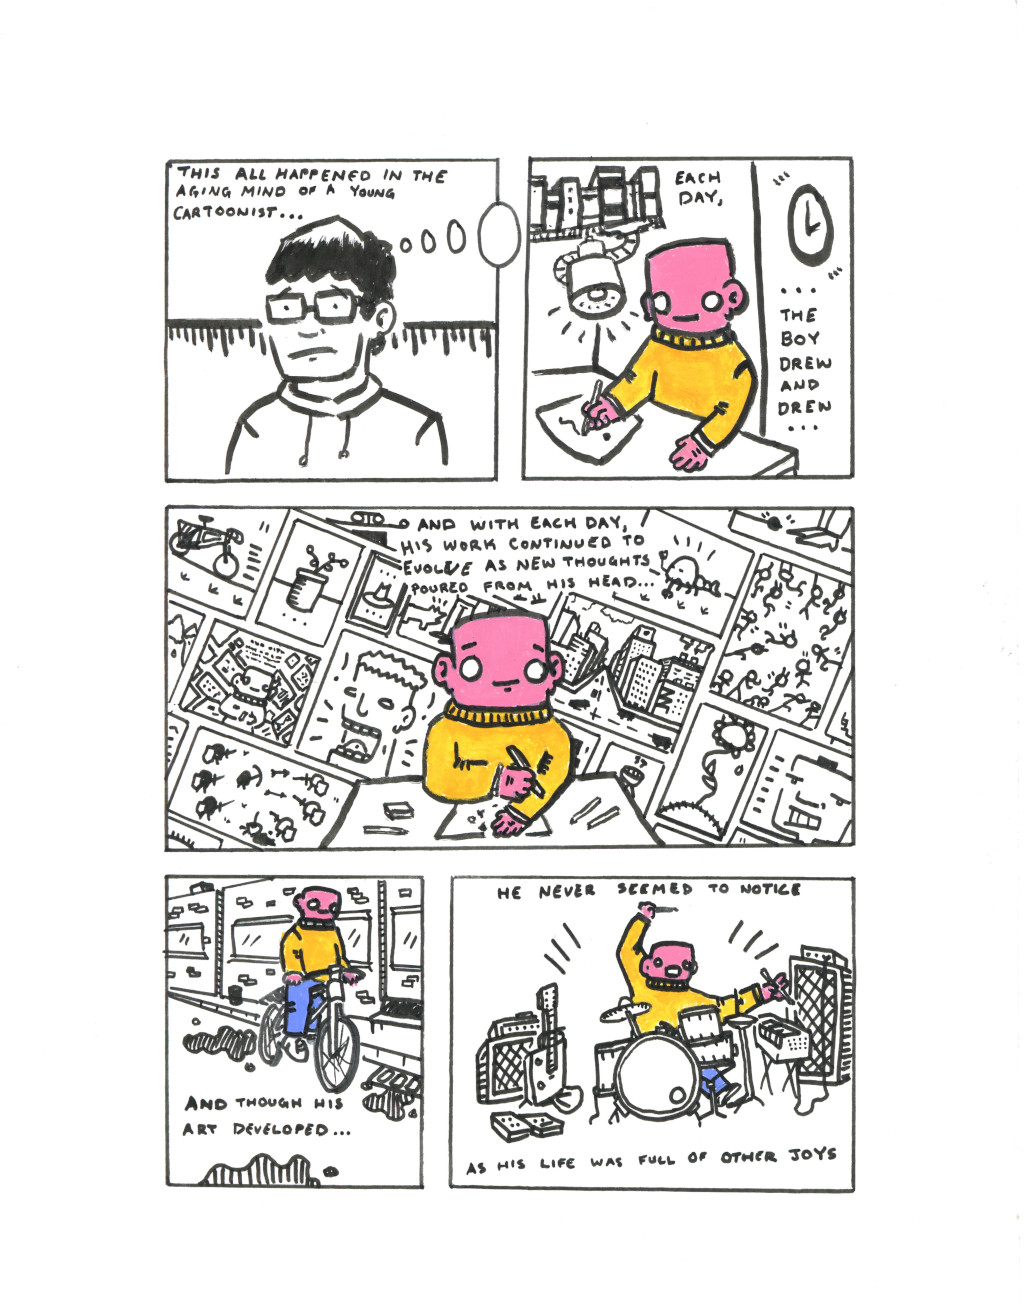 THIS ALL HAPPENED IN THE
AGING MIND OF A YOUNG
CARTOONIST...
EACH
DAY,
...
THE
BOY
DREW
AND
DREW
...
AND WITH EACH DAY,
HIS WORK CONTINUED TO
EVOLVE AS NEW THOUGHTS
POURED FROM HIS HEAD...
AND THOUGH HIS
ART DEVELOPED...
HE NEVER SEEMED TO NOTICE
AS HIS LIFE WAS FULL OF OTHER JOYS